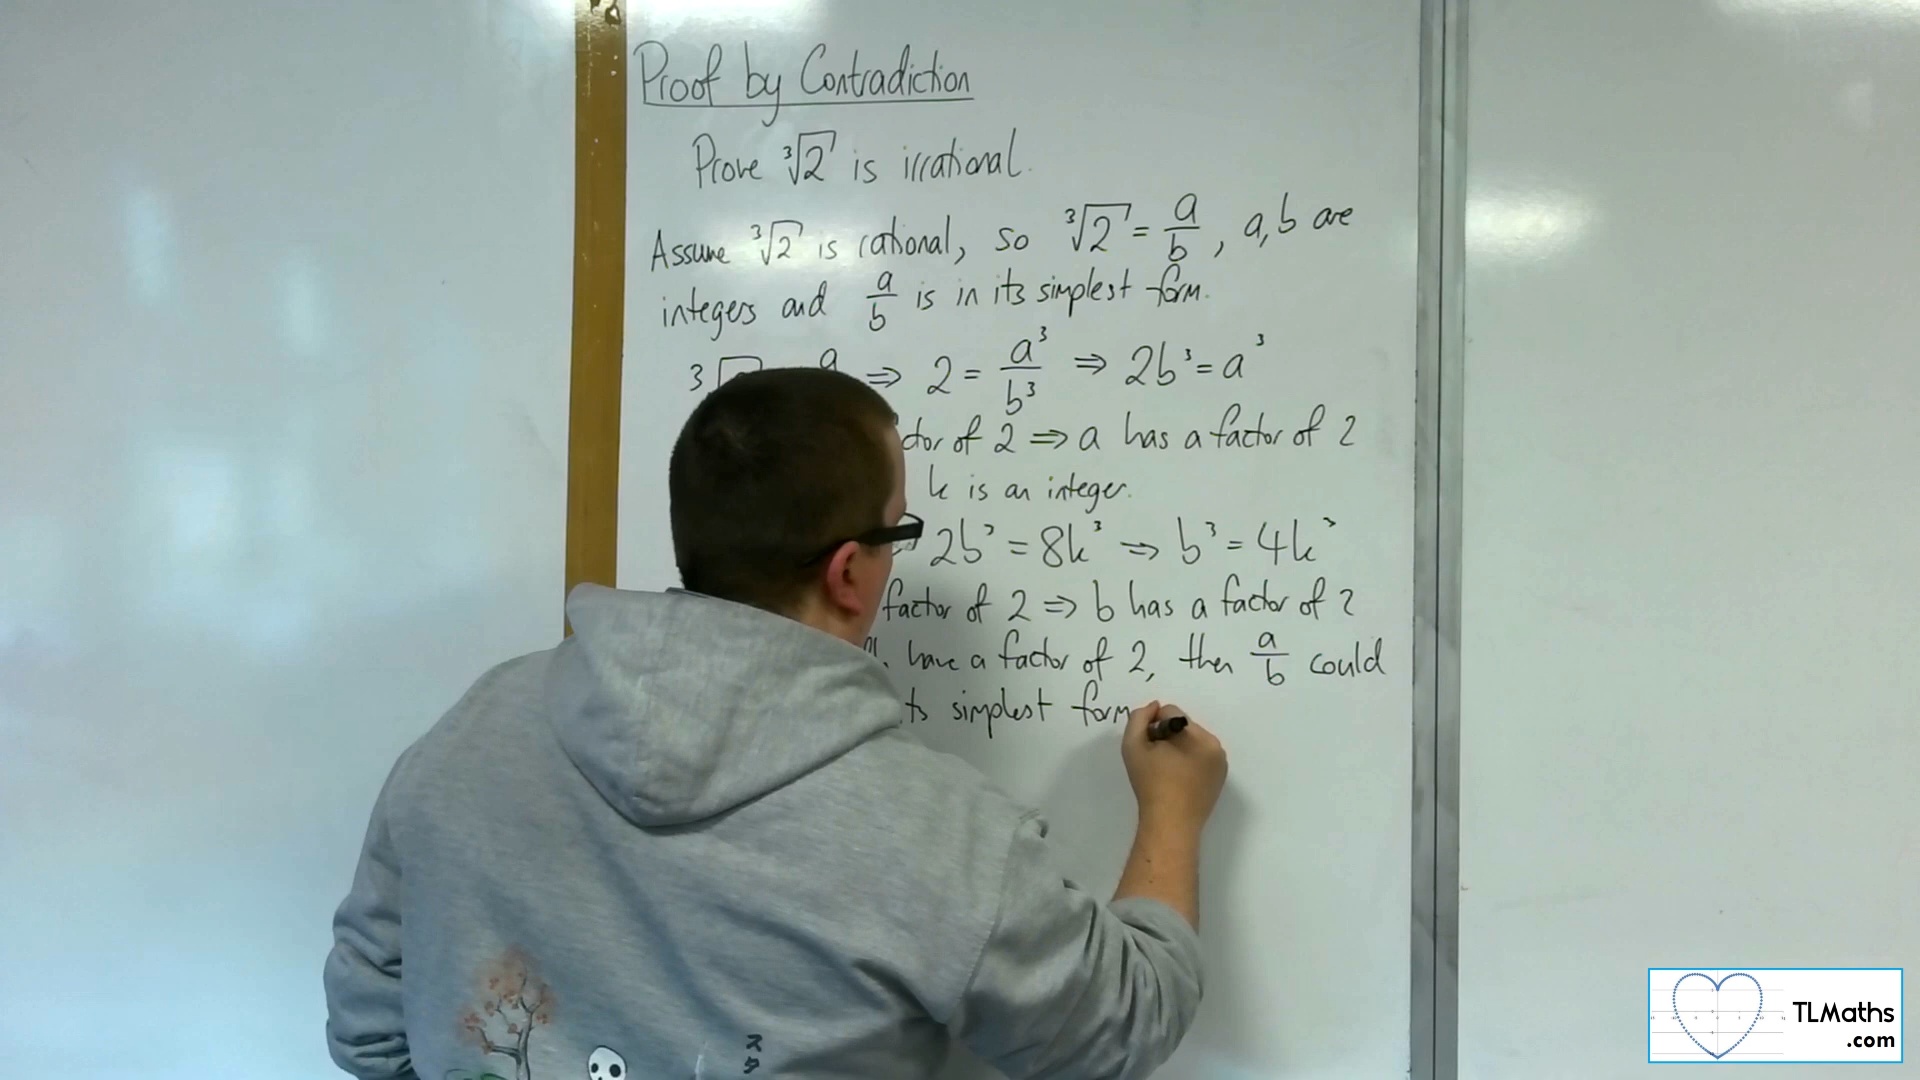 Proof by Contradiction
Prove ³√2 is irrational.
Assume ³√2 is rational, so ³√2 = a/b, a,b are
integers and a/b is in its simplest form.
3 a ⇒ 2 = a³/b³ ⇒ 2b³ = a³
of 2 ⇒ a has a factor of 2
k is an integer.
2b³ = 8k³ ⇒ b³ = 4k³
factor of 2 ⇒ b has a factor of 2
have a factor of 2, then a/b could
simplest form
スタ
TLMaths
.com